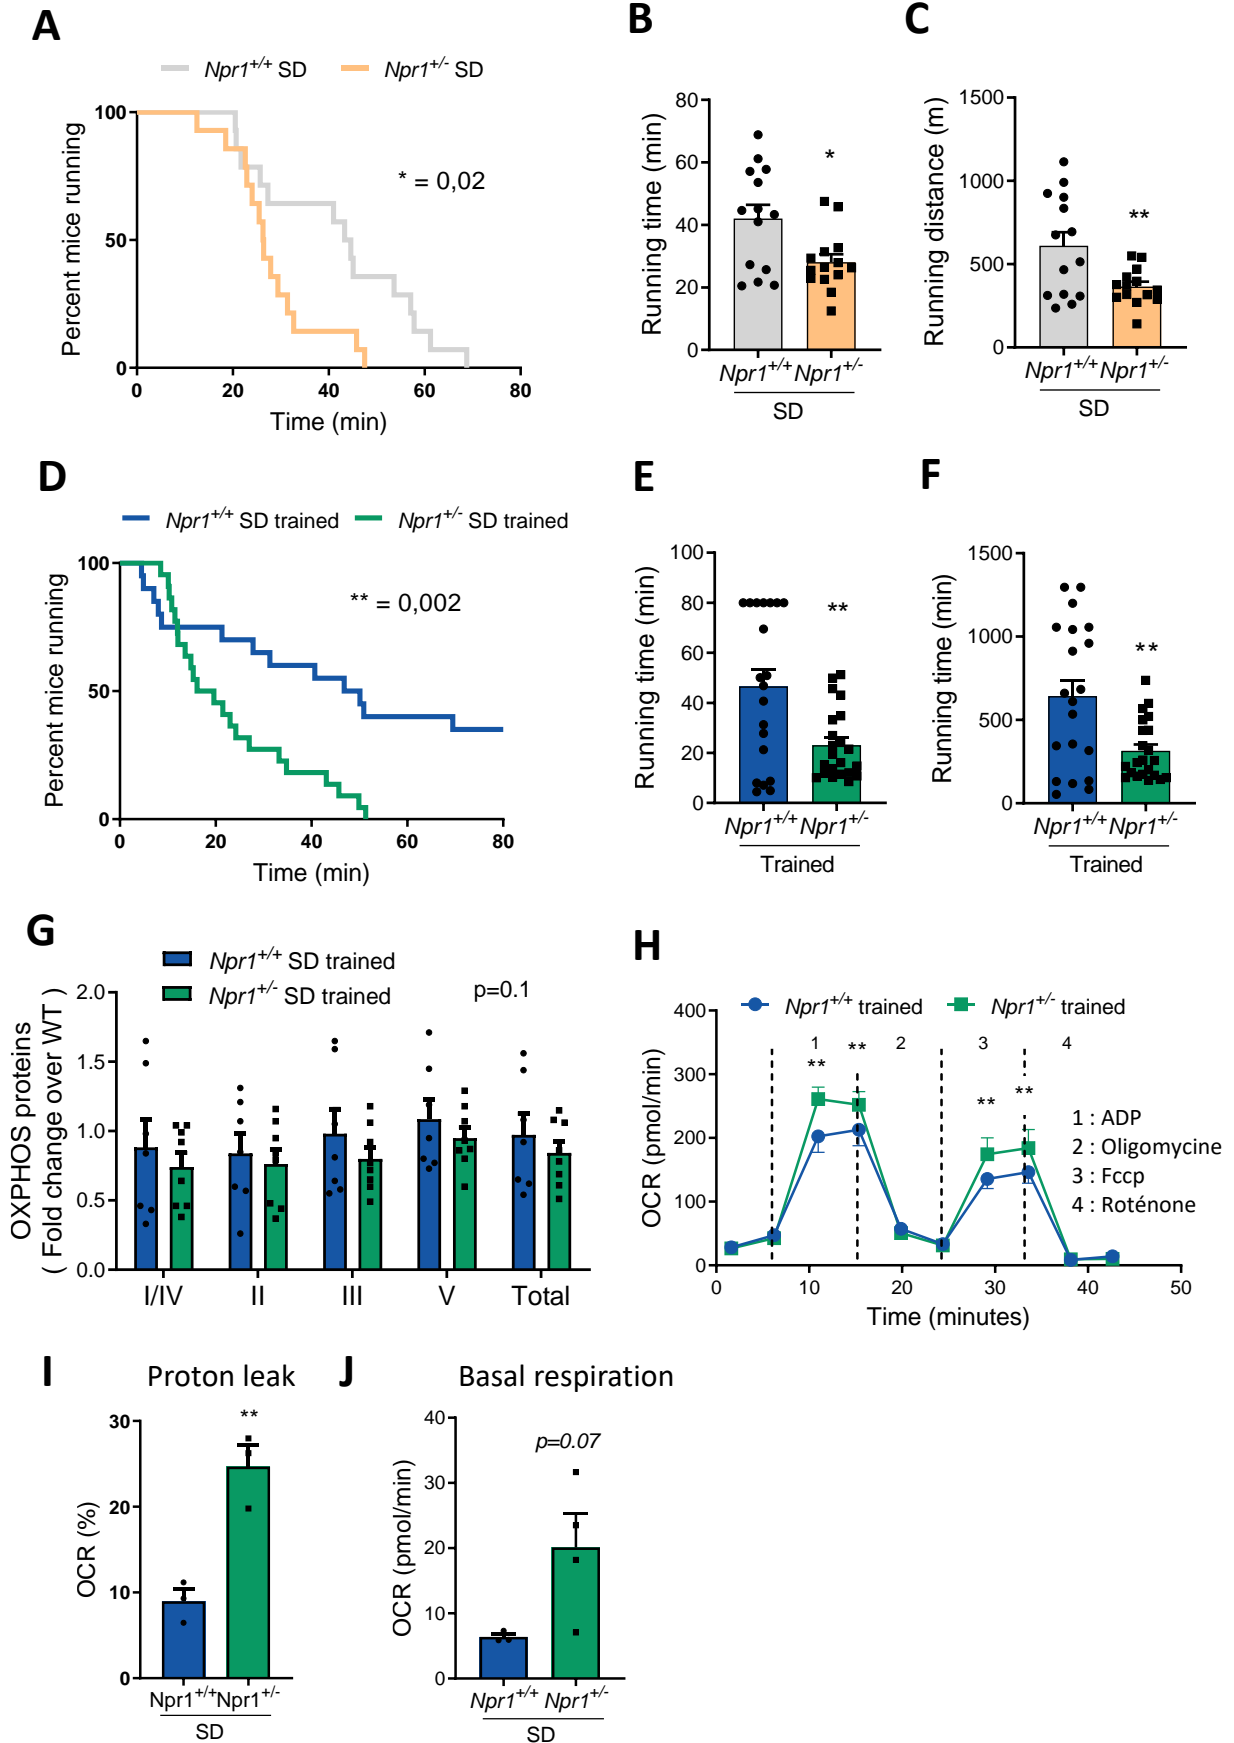 A
Npr1+/+ SD
Npr1+/- SD
Percent mice running
100
50
0
0 20 40 60 80
Time (min)
* = 0,02
B
Running time (min)
80
60
40
20
0
*
Npr1+/+ Npr1+/-
SD
C
Running distance (m)
1500
1000
500
0
**
Npr1+/+ Npr1+/-
SD
D
Npr1+/+ SD trained
Npr1+/- SD trained
Percent mice running
100
50
0
0 20 40 60 80
Time (min)
** = 0,002
E
Running time (min)
100
80
60
40
20
0
**
Npr1+/+ Npr1+/-
Trained
F
Running time (min)
1500
1000
500
0
**
Npr1+/+ Npr1+/-
Trained
G
Npr1+/+ SD trained
Npr1+/- SD trained
OXPHOS proteins
( Fold change over WT )
2.0
1.5
1.0
0.5
0.0
p=0.1
I/IV II III V Total
H
Npr1+/+ trained
Npr1+/- trained
OCR (pmol/min)
400
300
200
100
0
1 2 3 4
** ** ** **
1 : ADP
2 : Oligomycine
3 : Fccp
4 : Roténone
0 10 20 30 40 50
Time (minutes)
I
Proton leak
OCR (%)
30
20
10
0
**
Npr1+/+ Npr1+/-
SD
J
Basal respiration
OCR (pmol/min)
40
30
20
10
0
p=0.07
Npr1+/+ Npr1+/-
SD